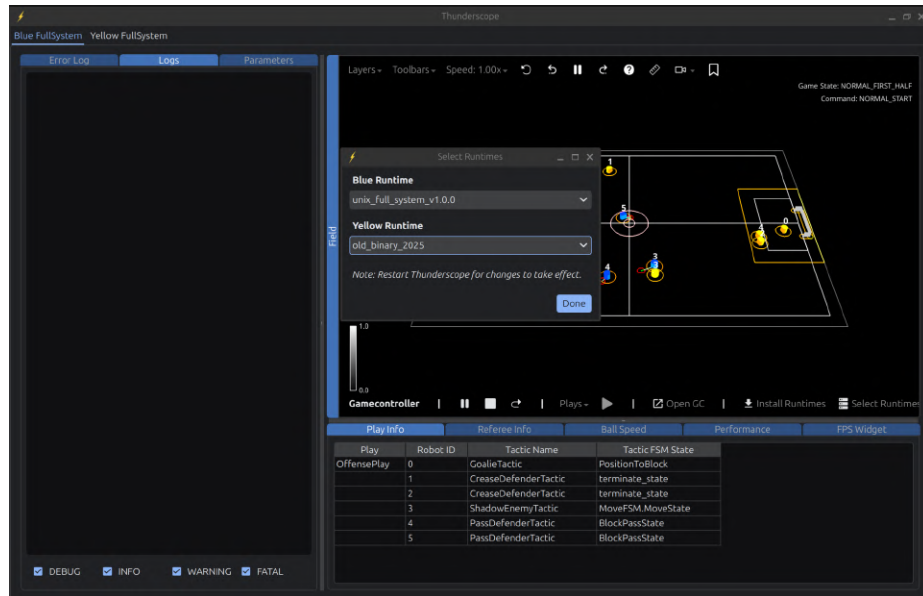 Thunderscope
Blue FullSystem Yellow FullSystem
Error Log Logs Parameters
Layers Toolbars Speed: 1.00x
Game State: NORMAL_FIRST_HALF
Command: NORMAL_START
Field
Select Runtimes
Blue Runtime
unix_full_system_v1.0.0
Yellow Runtime
old_binary_2025
Note: Restart Thunderscope for changes to take effect.
Done
1
5
4
3
3
4
0
1.0
0.0
Gamecontroller | | Plays | Open GC | Install Runtimes Select Runtimes
Play Info Referee Info Ball Speed Performance FPS Widget
Play Robot ID Tactic Name Tactic FSM State
OffensePlay 0 GoalieTactic PositionToBlock
1 CreaseDefenderTactic terminate_state
2 CreaseDefenderTactic terminate_state
3 ShadowEnemyTactic MoveFSM.MoveState
4 PassDefenderTactic BlockPassState
5 PassDefenderTactic BlockPassState
DEBUG INFO WARNING FATAL